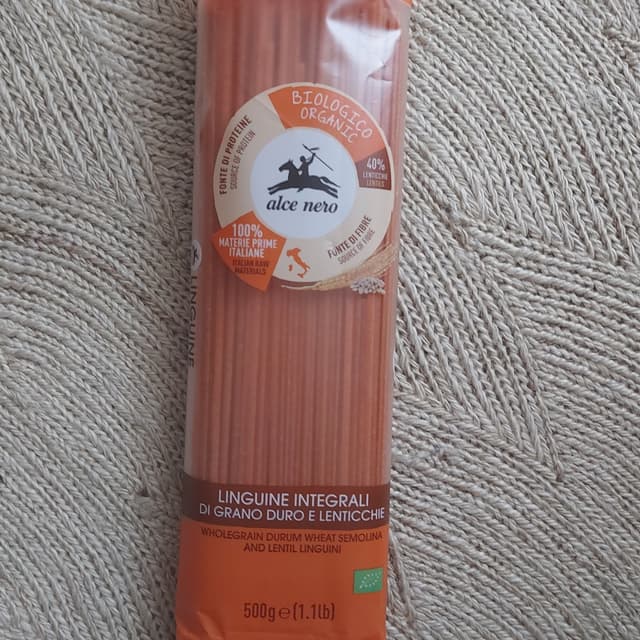 BIOLOGICO
ORGANIC
FONTE DI PROTEINE
SOURCE OF PROTEIN
40%
LENTICCHIE
LENTILS
alce nero
100%
MATERIE PRIME
ITALIANE
ITALIAN RAW
MATERIALS
FONTE DI FIBRE
SOURCE OF FIBRE
LINGUINE
LINGUINE INTEGRALI
DI GRANO DURO E LENTICCHIE
WHOLEGRAIN DURUM WHEAT SEMOLINA
AND LENTIL LINGUINI
500g e (1.1lb)